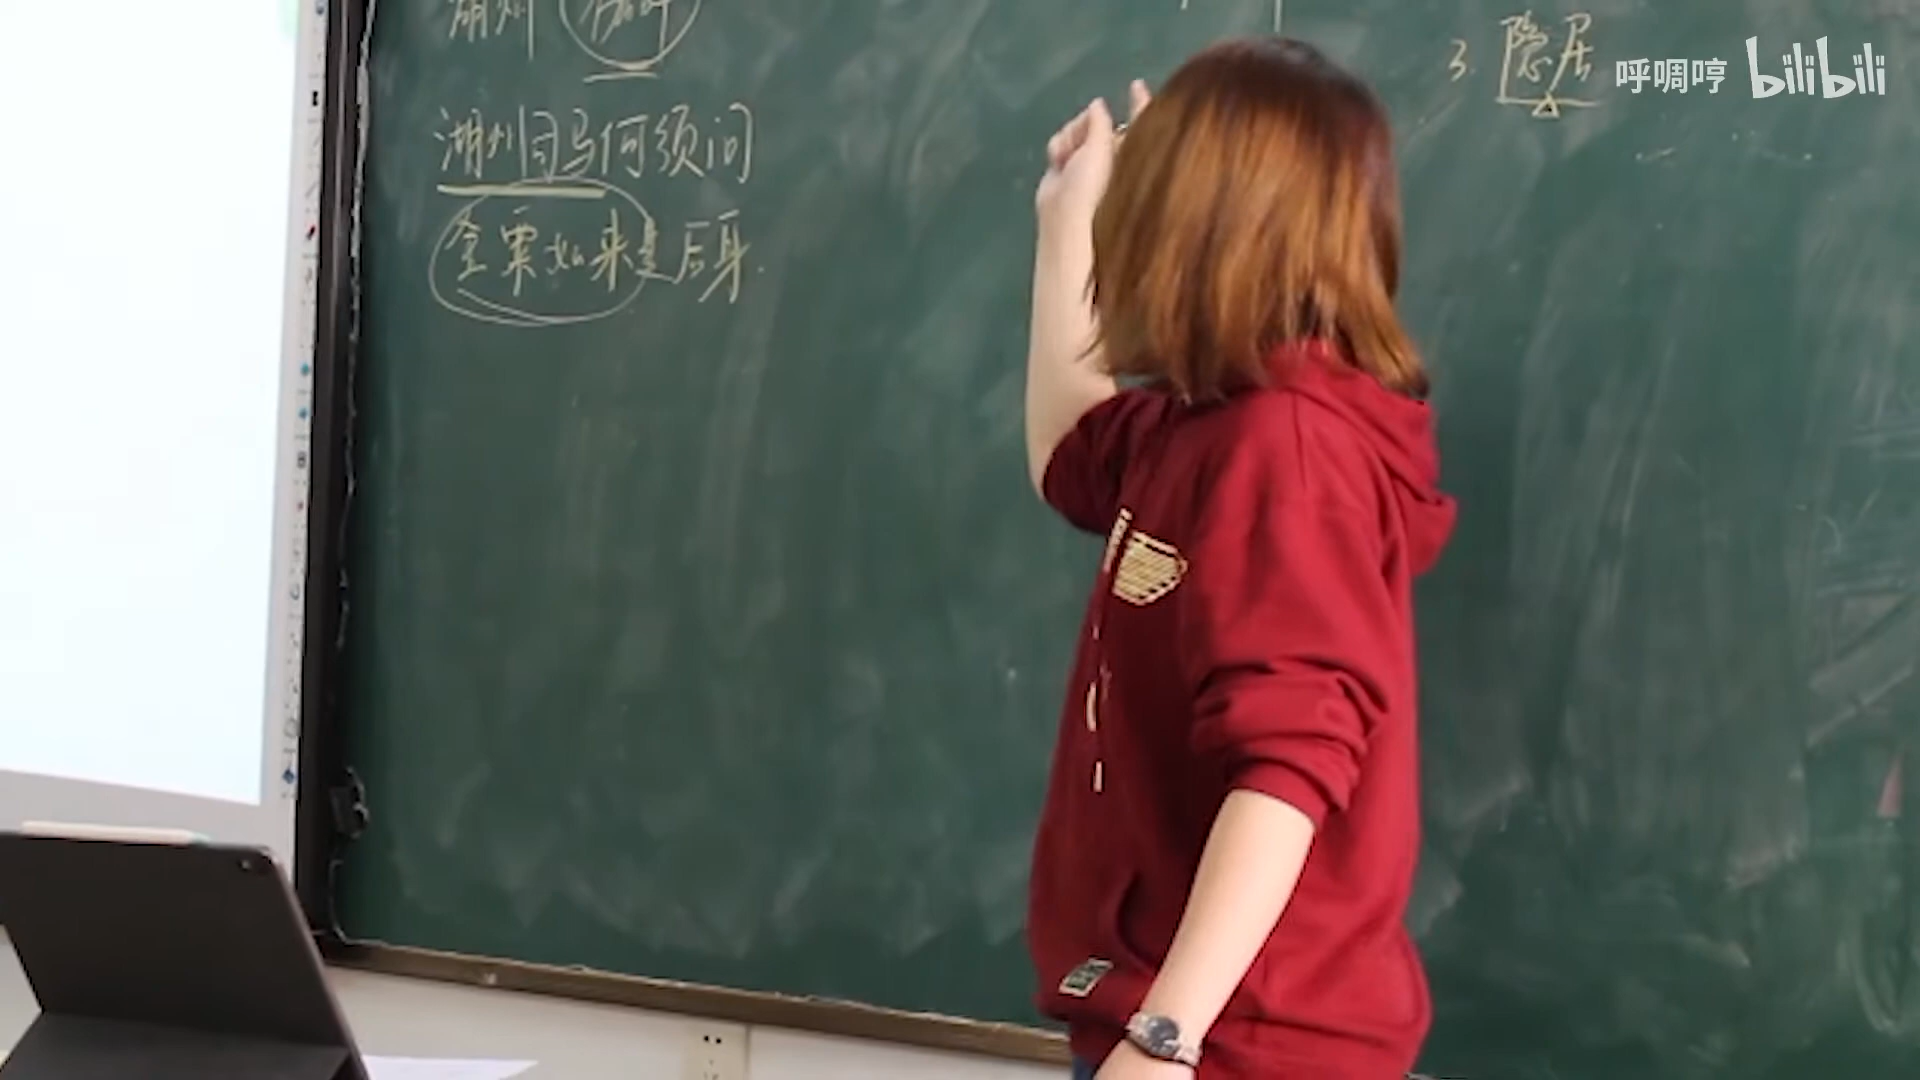 湖州
湖州司马何须问
金粟如来是后身.
3. 隐居
呼啁哼 bilibili